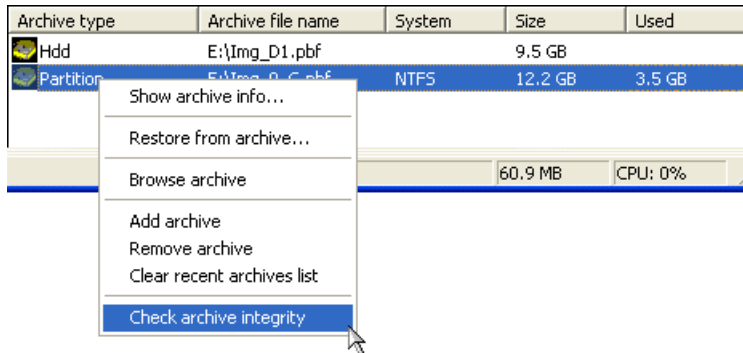 Archive type Archive file name System Size Used
Hdd E:\Img_D1.pbf 9.5 GB
Partition NTFS 12.2 GB 3.5 GB
Show archive info...
Restore from archive...
Browse archive
60.9 MB CPU: 0%
Add archive
Remove archive
Clear recent archives list
Check archive integrity